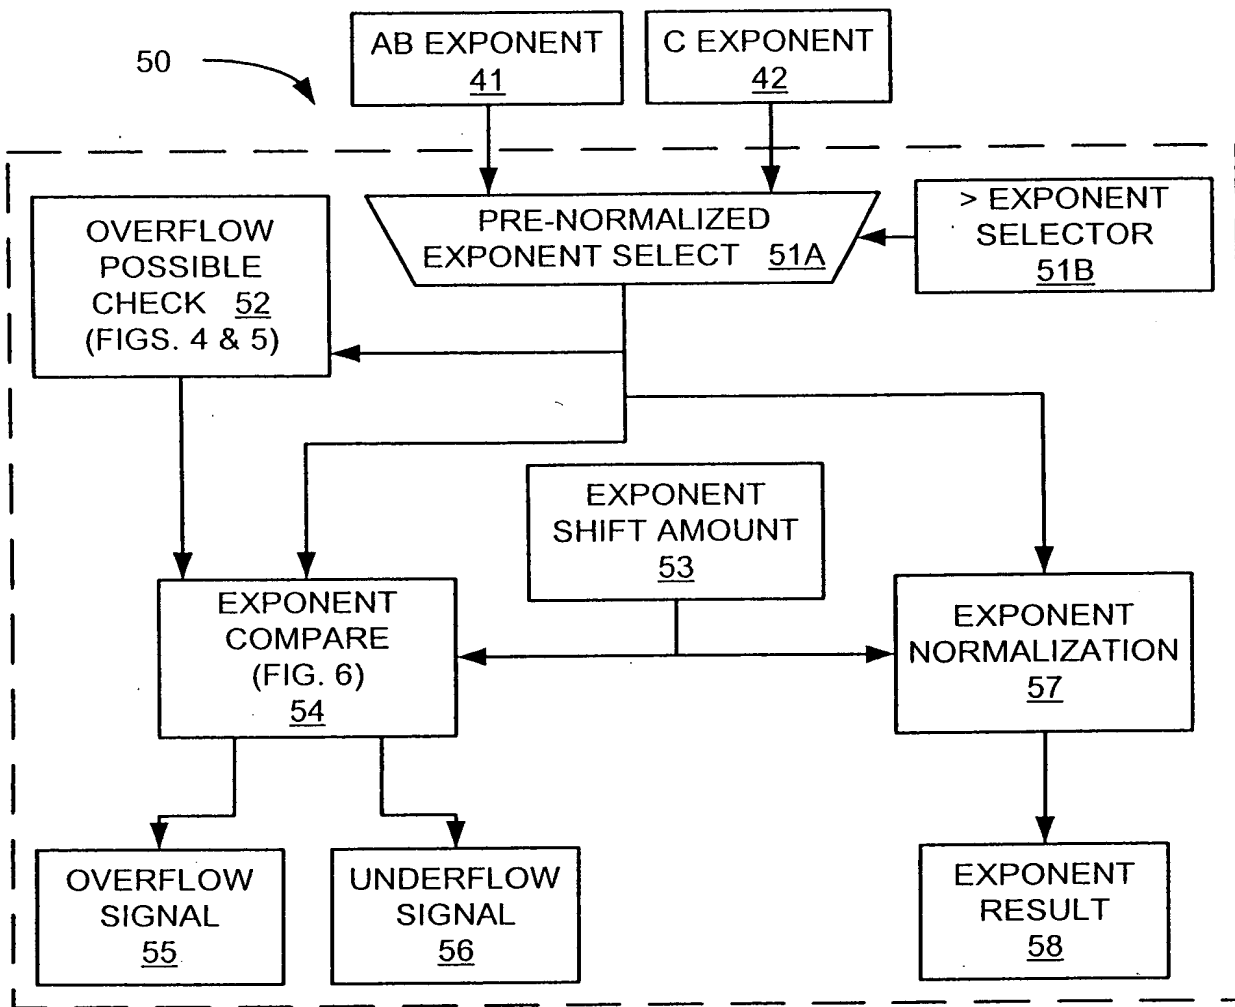 50
AB EXPONENT
41
C EXPONENT
42
OVERFLOW
POSSIBLE
CHECK 52
(FIGS. 4 & 5)
PRE-NORMALIZED
EXPONENT SELECT 51A
> EXPONENT
SELECTOR
51B
EXPONENT
SHIFT AMOUNT
53
EXPONENT
COMPARE
(FIG. 6)
54
EXPONENT
NORMALIZATION
57
OVERFLOW
SIGNAL
55
UNDERFLOW
SIGNAL
56
EXPONENT
RESULT
58